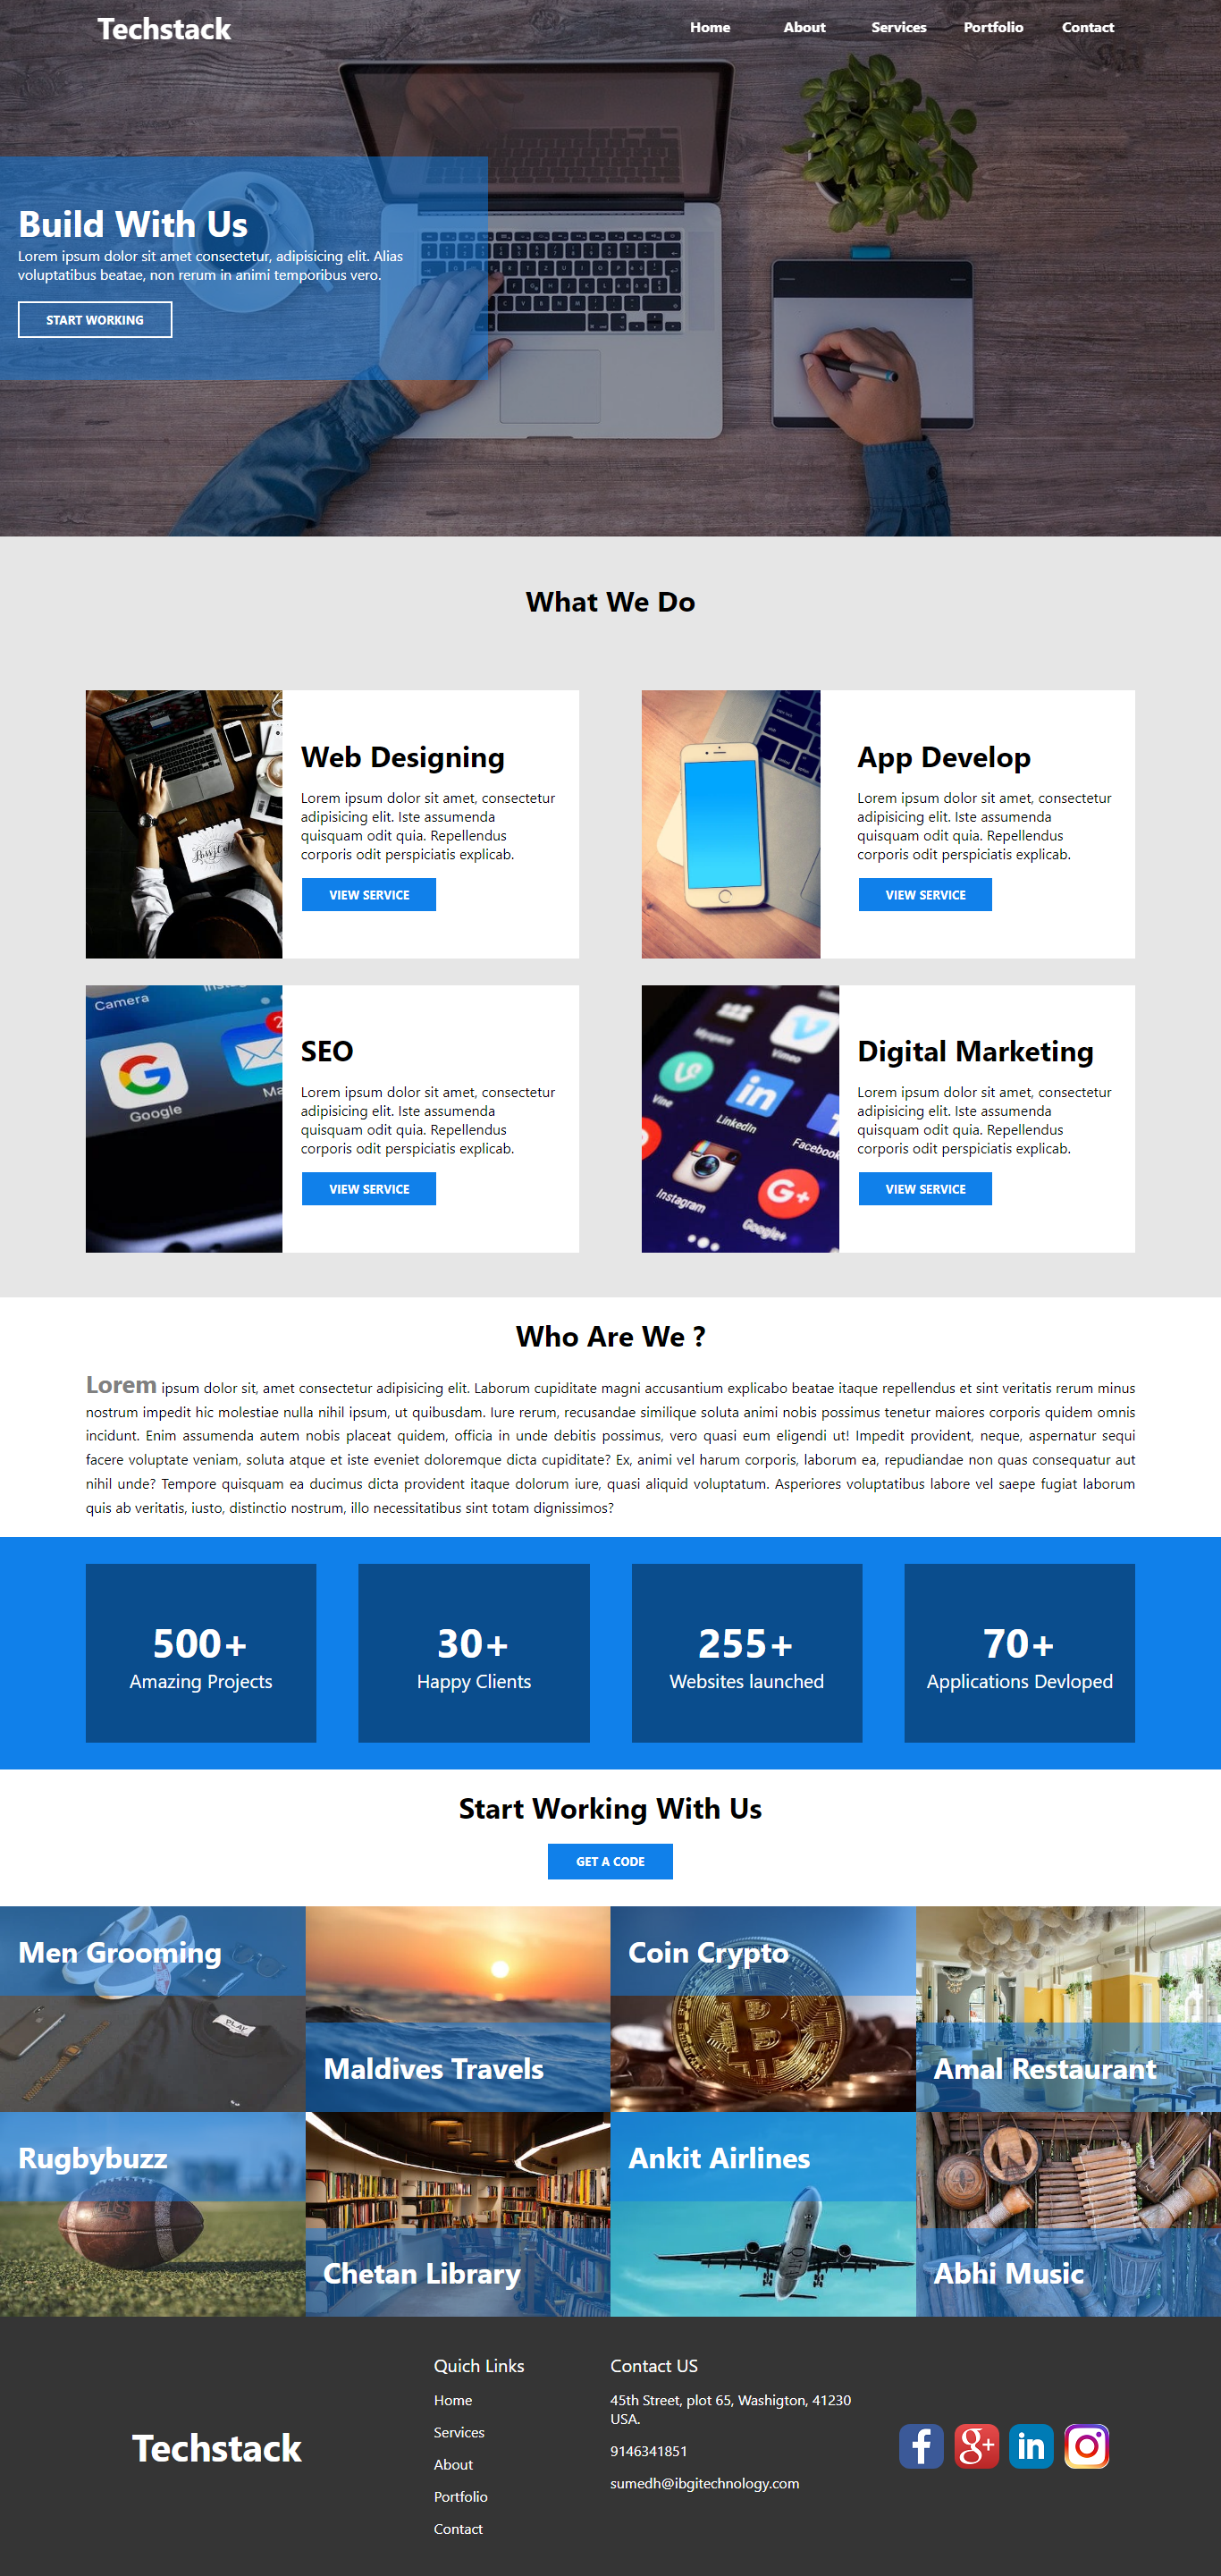 Techstack
Home About Services Portfolio Contact
Build With Us
Lorem ipsum dolor sit amet consectetur, adipisicing elit. Alias
voluptatibus beatae, non rerum in animi temporibus vero.
START WORKING
What We Do
Web Designing
Lorem ipsum dolor sit amet, consectetur
adipisicing elit. Iste assumenda
quisquam odit quia. Repellendus
corporis odit perspiciatis explicab.
VIEW SERVICE
App Develop
Lorem ipsum dolor sit amet, consectetur
adipisicing elit. Iste assumenda
quisquam odit quia. Repellendus
corporis odit perspiciatis explicab.
VIEW SERVICE
Camera
2
Google
SEO
Lorem ipsum dolor sit amet, consectetur
adipisicing elit. Iste assumenda
quisquam odit quia. Repellendus
corporis odit perspiciatis explicab.
VIEW SERVICE
Myspace
Vimeo
Vine
LinkedIn
Facebook
Instagram
Google+
Digital Marketing
Lorem ipsum dolor sit amet, consectetur
adipisicing elit. Iste assumenda
quisquam odit quia. Repellendus
corporis odit perspiciatis explicab.
VIEW SERVICE
Who Are We ?
Lorem ipsum dolor sit, amet consectetur adipisicing elit. Laborum cupiditate magni accusantium explicabo beatae itaque repellendus et sint veritatis rerum minus
nostrum impedit hic molestiae nulla nihil ipsum, ut quibusdam. Iure rerum, recusandae similique soluta animi nobis possimus tenetur maiores corporis quidem omnis
incidunt. Enim assumenda autem nobis placeat quidem, officia in unde debitis possimus, vero quasi eum eligendi ut! Impedit provident, neque, aspernatur sequi
facere voluptate veniam, soluta atque et iste eveniet doloremque dicta cupiditate? Ex, animi vel harum corporis, laborum ea, repudiandae non quas consequatur aut
nihil unde? Tempore quisquam ea ducimus dicta provident itaque dolorum iure, quasi aliquid voluptatum. Asperiores voluptatibus labore vel saepe fugiat laborum
quis ab veritatis, iusto, distinctio nostrum, illo necessitatibus sint totam dignissimos?
500+
Amazing Projects
30+
Happy Clients
255+
Websites launched
70+
Applications Devloped
Start Working With Us
GET A CODE
Men Grooming
PLAY
Maldives Travels
Coin Crypto
Amal Restaurant
Rugbybuzz
Chetan Library
Ankit Airlines
Abhi Music
Techstack
Quich Links
Home
Services
About
Portfolio
Contact
Contact US
45th Street, plot 65, Washigton, 41230
USA.
9146341851
sumedh@ibgitechnology.com